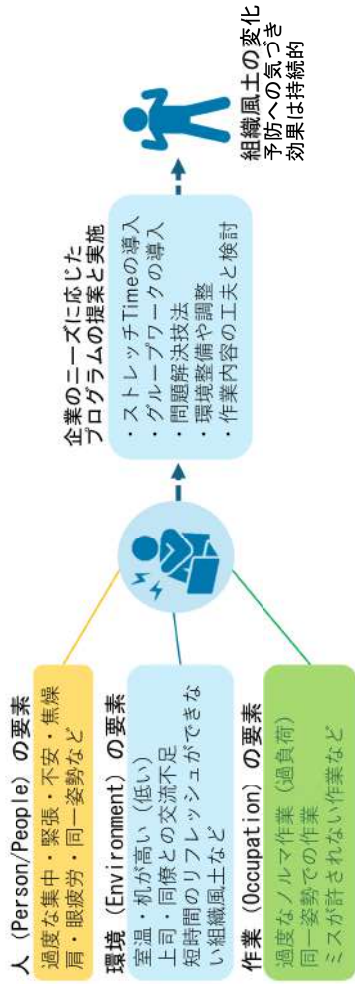 人（Person/People）の要素
過度な集中・緊張・不安・焦燥
肩・眼疲労・同一姿勢など
環境（Environment）の要素
室温・机が高い（低い）
上司・同僚との交流不足
短時間のリフレッシュができな
い組織風土など
作業（Occupation）の要素
過度なノルマ作業（過負荷）
同一姿勢での作業
ミスが許されない作業など
企業のニーズに応じた
プログラムの提案と実施
・ストレッチTimeの導入
・グループワークの導入
・問題解決技法
・環境整備や調整
・作業内容の工夫と検討
組織風土の変化
予防への気づき
効果は持続的